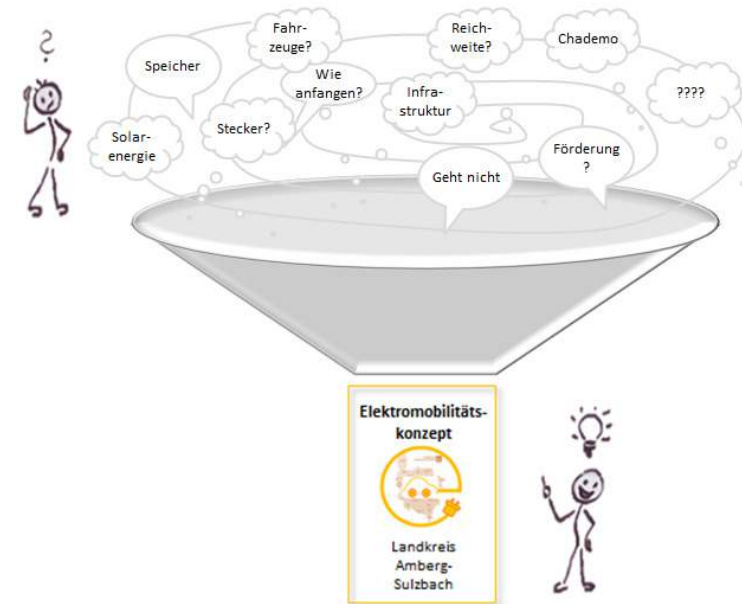 ?
Fahr-
zeuge?
Reich-
weite?
Chademo
Speicher
Wie
anfangen?
Infra-
struktur
????
Solar-
energie
Stecker?
Förderung
?
Geht nicht
Elektromobilitäts-
konzept
Landkreis
Amberg-
Sulzbach